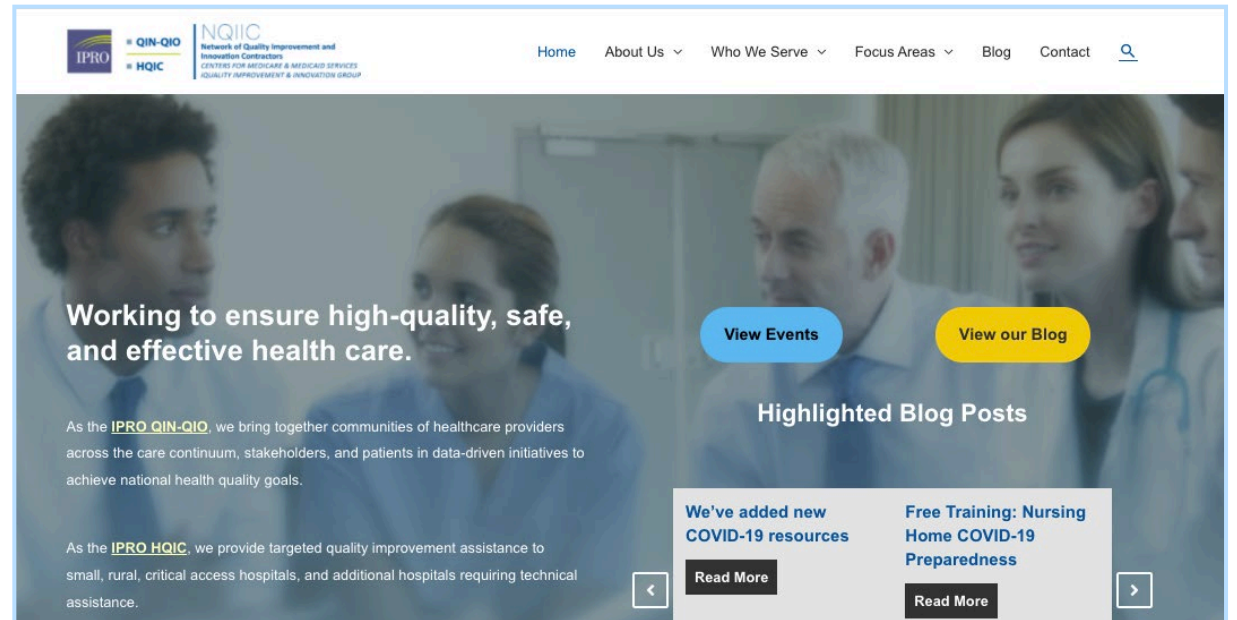 IPRO
QIN-QIO
HQIC
NQIIC
Network of Quality Improvement and
Innovation Contractors
CENTERS FOR MEDICARE & MEDICAID SERVICES
iQUALITY IMPROVEMENT & INNOVATION GROUP
Home About Us Who We Serve Focus Areas Blog Contact
Working to ensure high-quality, safe,
and effective health care.
As the IPRO QIN-QIO, we bring together communities of healthcare providers
across the care continuum, stakeholders, and patients in data-driven initiatives to
achieve national health quality goals.
As the IPRO HQIC, we provide targeted quality improvement assistance to
small, rural, critical access hospitals, and additional hospitals requiring technical
assistance.
View Events
View our Blog
Highlighted Blog Posts
We've added new
COVID-19 resources
Read More
Free Training: Nursing
Home COVID-19
Preparedness
Read More